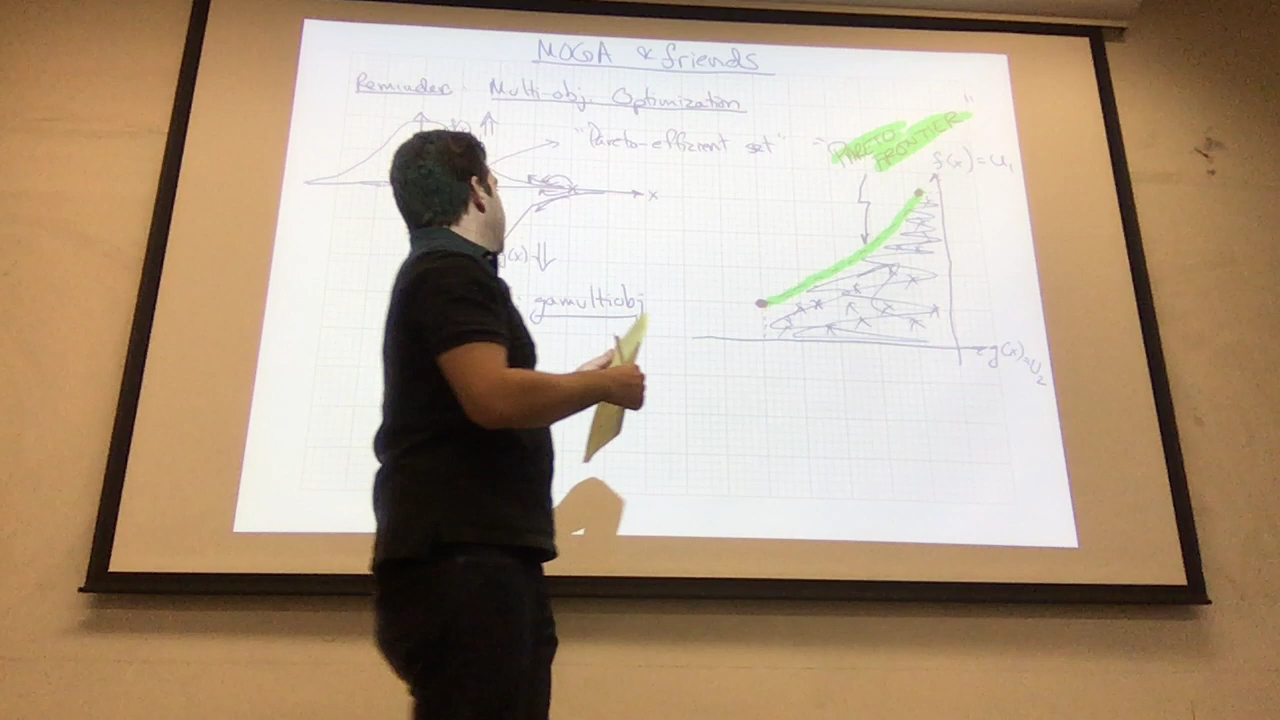 MOGA & friends
Reminder: Multi-obj. Optimization
"Pareto-efficient set"
"PARETO
FRONTIER"
f(x)=U₁
x
g(x) ⇓
gamultiobj
g(x)=U₂